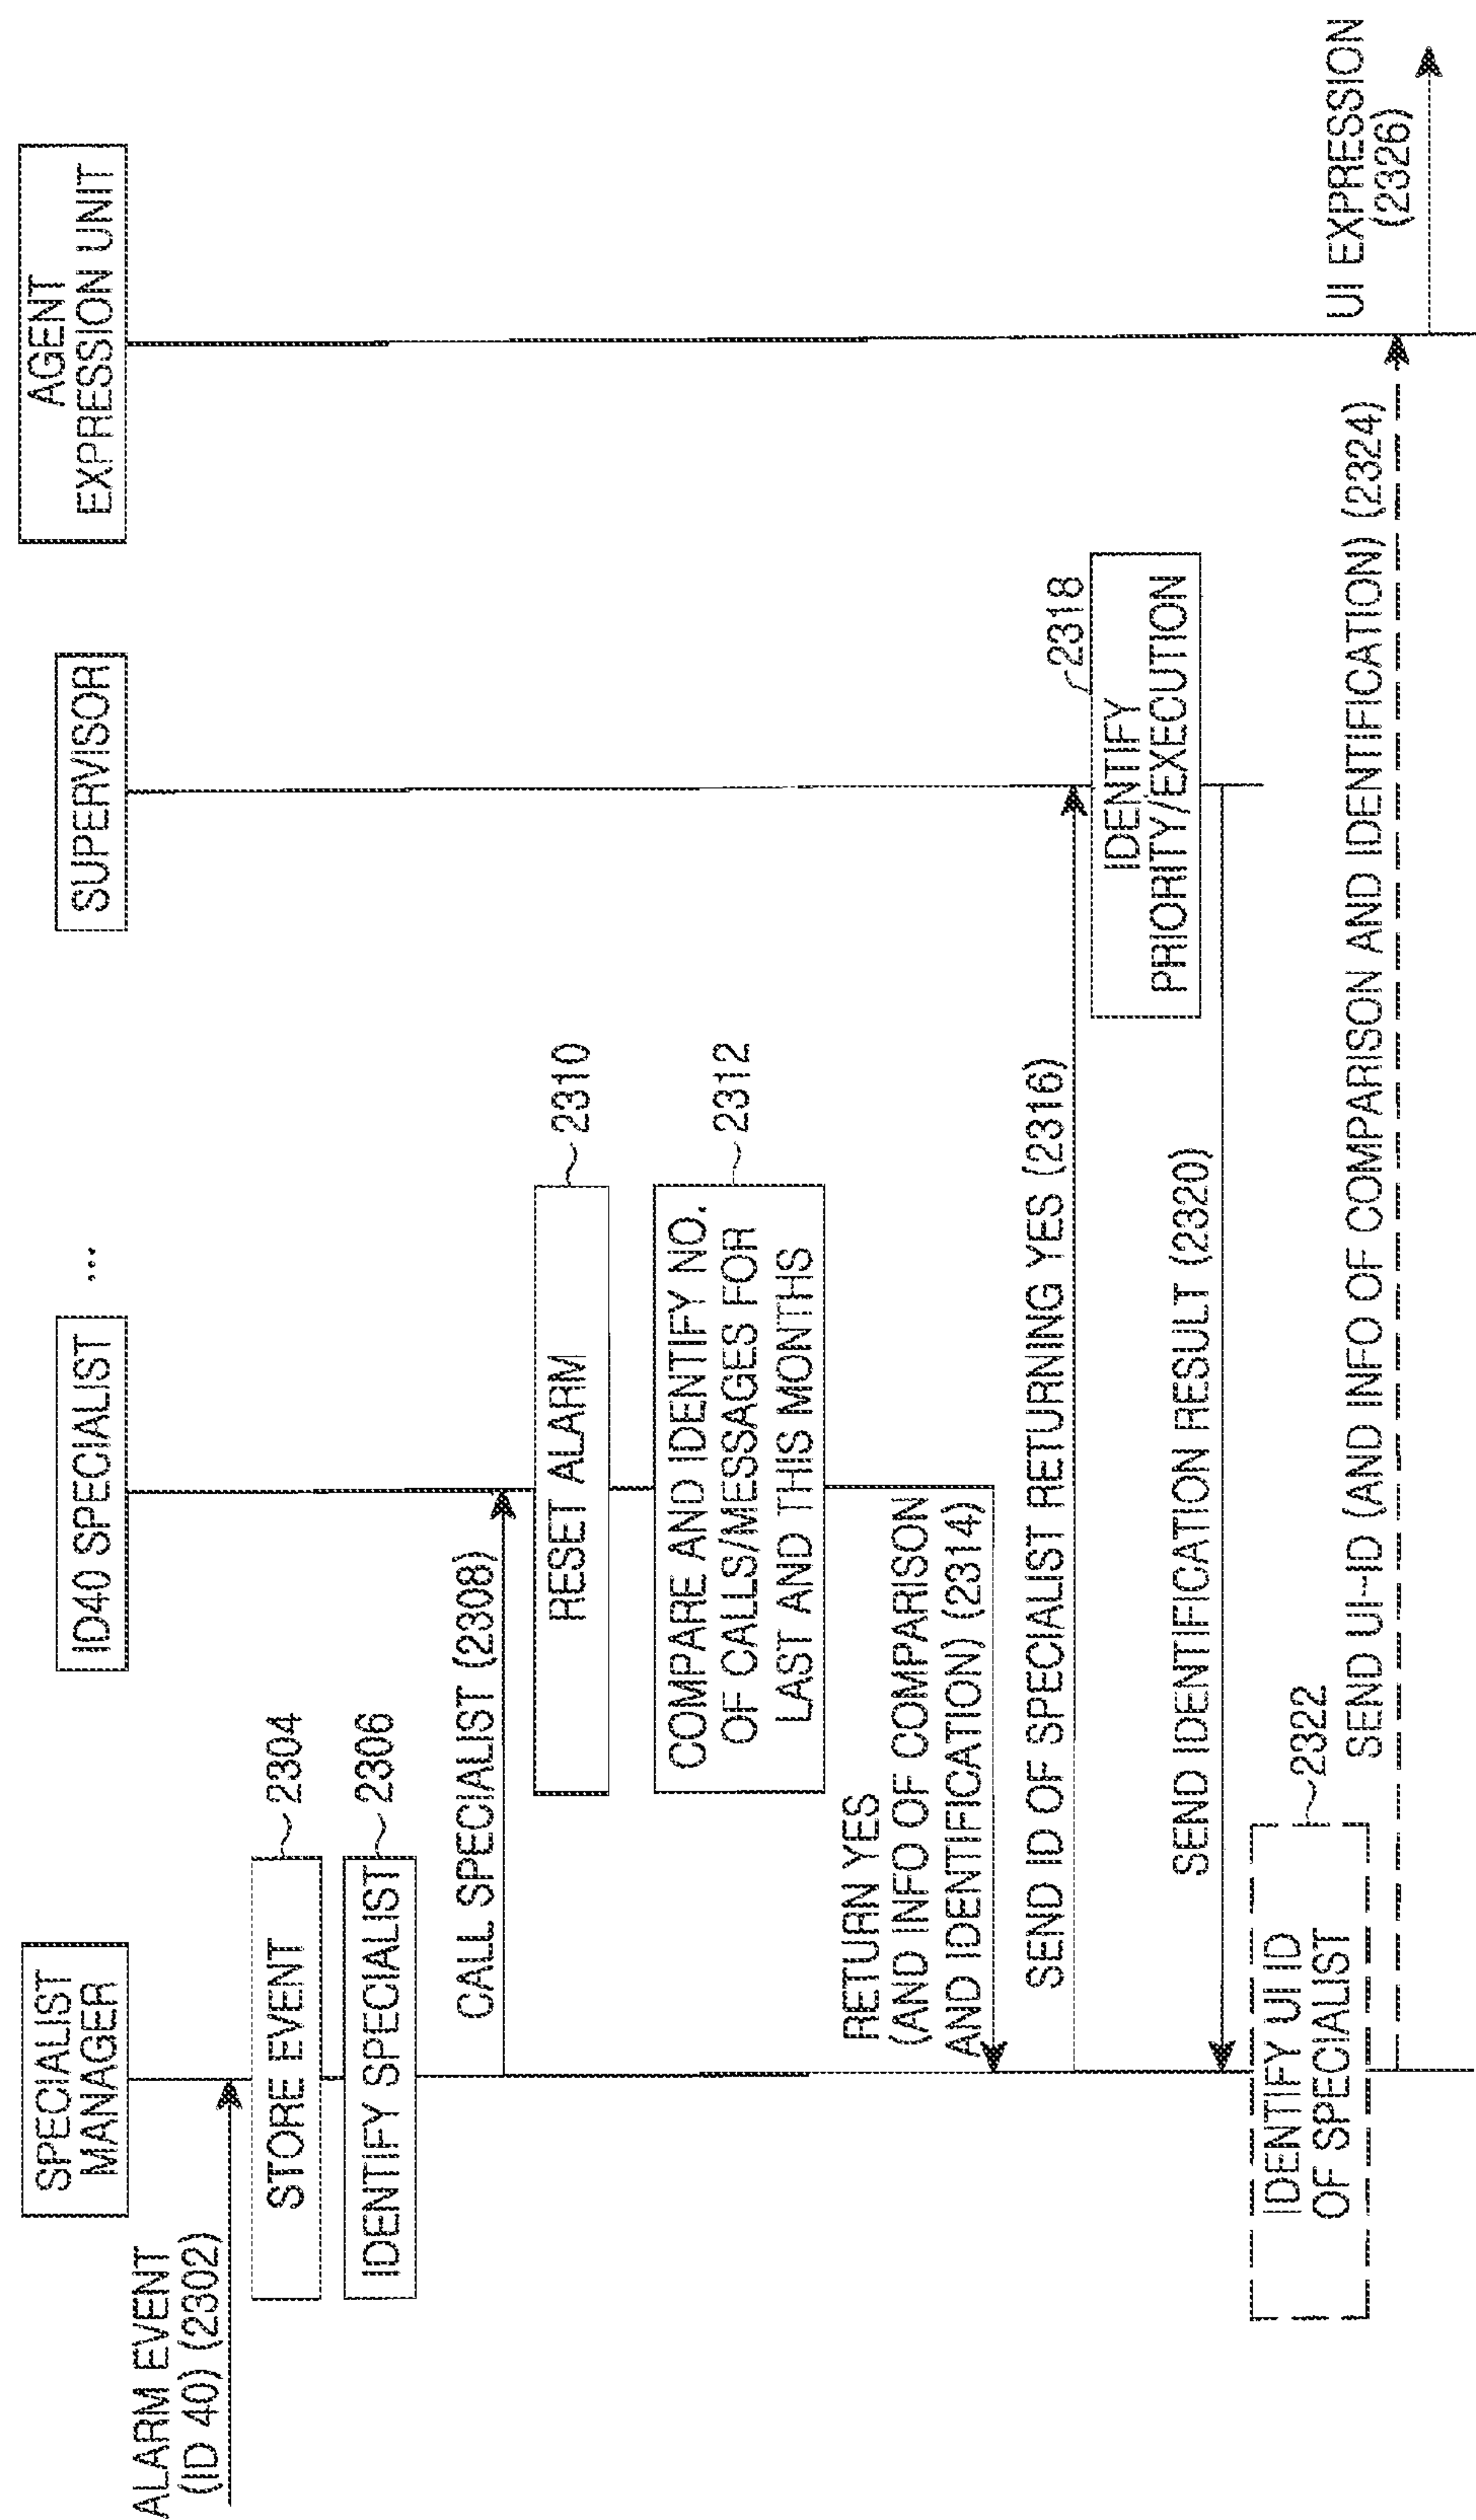 SPECIALIST
MANAGER
ID40 SPECIALIST
...
SUPERVISOR
AGENT
EXPRESSION UNIT
ALARM EVENT
(ID 40) (2302)
STORE EVENT
2304
IDENTIFY SPECIALIST
2306
CALL SPECIALIST (2308)
RESET ALARM
2310
COMPARE AND IDENTIFY NO.
OF CALLS/MESSAGES FOR
LAST AND THIS MONTHS
2312
RETURN YES
(AND INFO OF COMPARISON
AND IDENTIFICATION) (2314)
SEND ID OF SPECIALIST RETURNING YES (2316)
2318
IDENTIFY
PRIORITY/EXECUTION
SEND IDENTIFICATION RESULT (2320)
IDENTIFY UI ID
OF SPECIALIST
2322
SEND UI-ID (AND INFO OF COMPARISON AND IDENTIFICATION) (2324)
UI EXPRESSION
(2326)